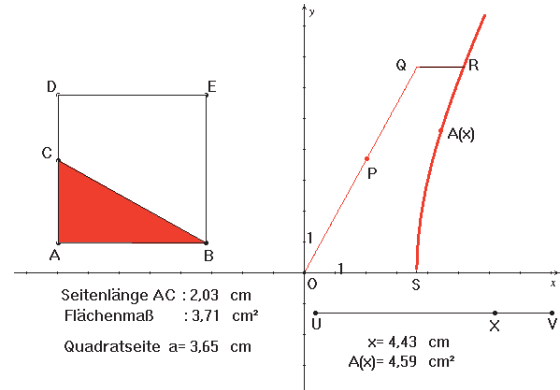 y
D E
Q R
C
A(x)
P
1
A B
1
O S x
Seitenlänge AC : 2,03 cm
Flächenmaß : 3,71 cm²
Quadratseite a= 3,65 cm
U X V
x= 4,43 cm
A(x)= 4,59 cm²